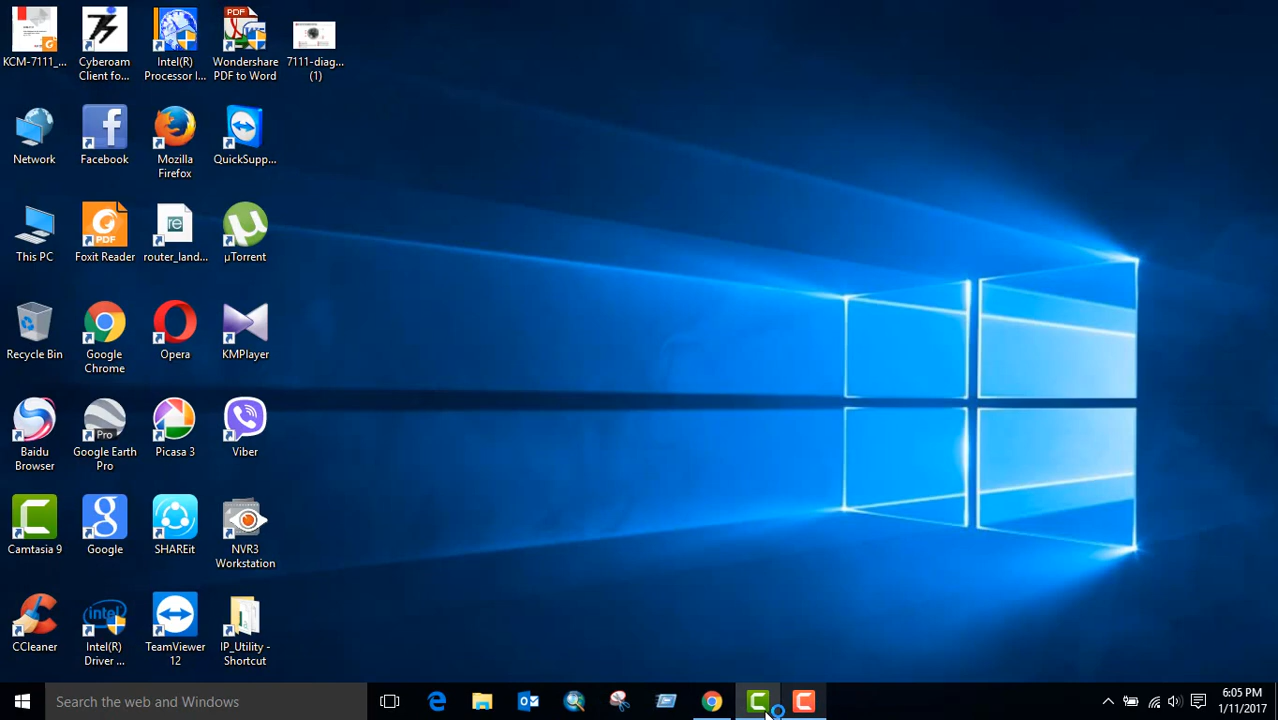 KCM-7111_...
Cyberoam
Client fo...
Intel(R)
Processor I...
PDF
Wondershare
PDF to Word
7111-diag...
(1)
Network
Facebook
Mozilla
Firefox
QuickSupp...
This PC
PDF
Foxit Reader
re
router_land...
µTorrent
Recycle Bin
Google
Chrome
Opera
KMPlayer
Baidu
Browser
Pro
Google Earth
Pro
Picasa 3
Viber
Camtasia 9
Google
SHAREit
NVR3
Workstation
CCleaner
intel
Intel(R)
Driver ...
TeamViewer
12
IP_Utility -
Shortcut
Search the web and Windows
6:05 PM
1/11/2017